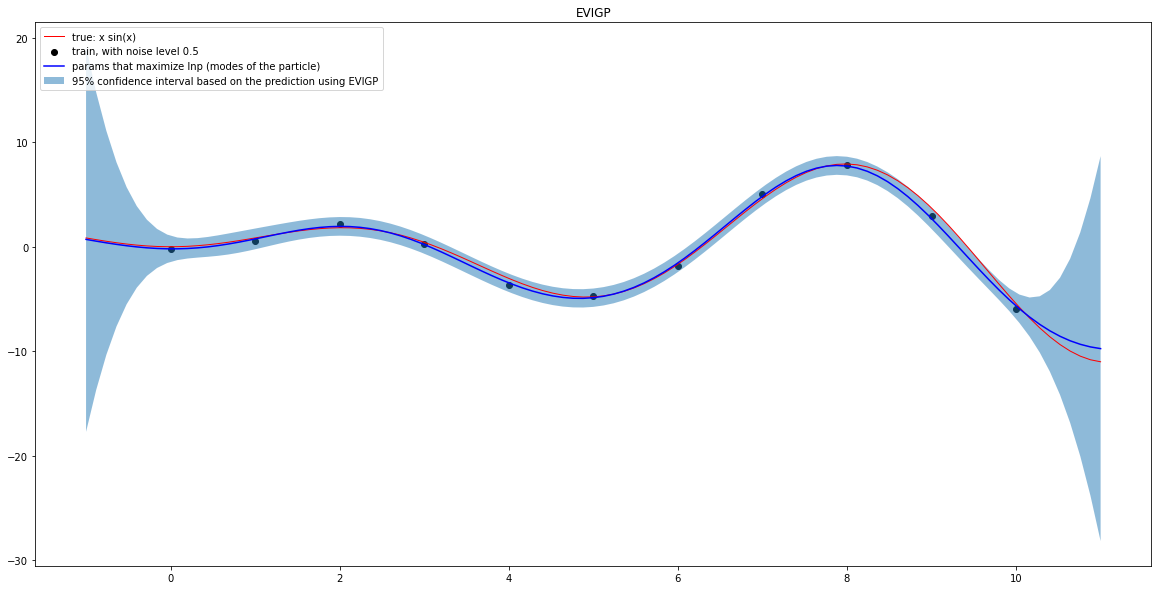 EVIGP
true: x sin(x)
train, with noise level 0.5
params that maximize lnp (modes of the particle)
95% confidence interval based on the prediction using EVIGP
20
10
0
−10
−20
−30
0 2 4 6 8 10